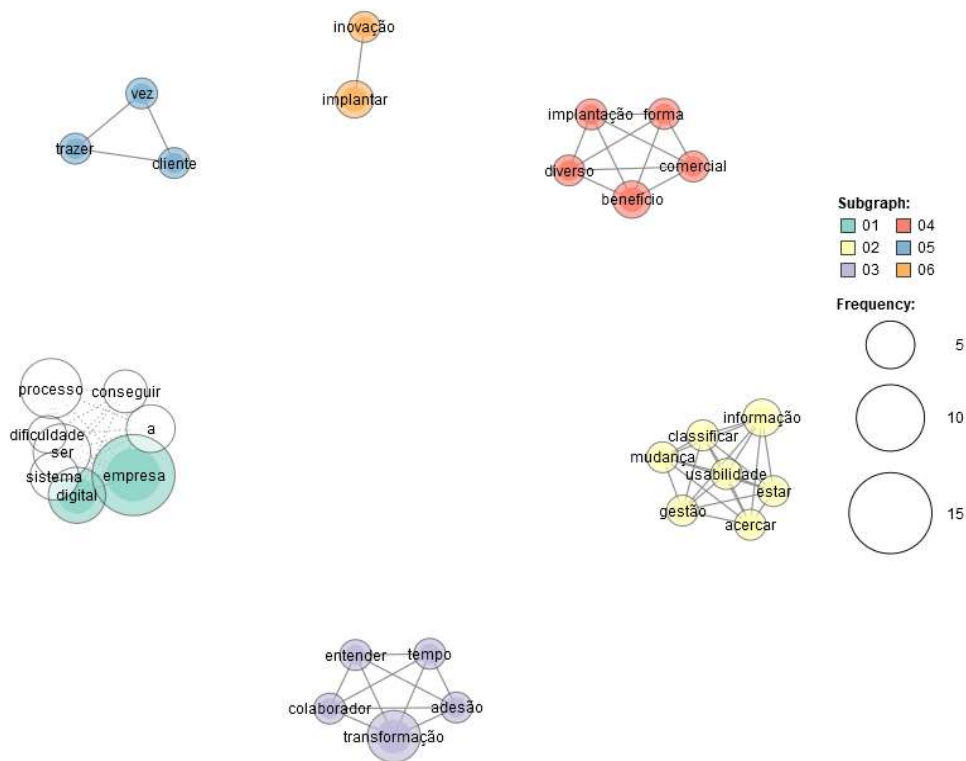 inovação
implantar
vez
trazer
cliente
implantação
forma
diverso
comercial
benefício
Subgraph:
01 04
02 05
03 06
Frequency:
5
10
15
processo
conseguir
dificuldade
a
ser
sistema
empresa
digital
informação
classificar
mudança
usabilidade
estar
gestão
acercar
entender
tempo
colaborador
adesão
transformação